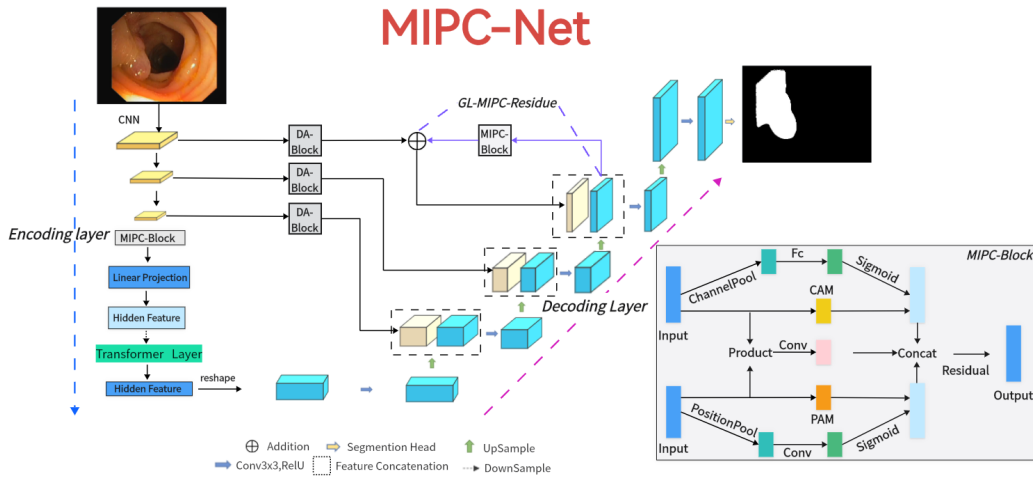 MIPC-Net
CNN
DA-
Block
DA-
Block
DA-
Block
GL-MIPC-Residue
MIPC-
Block
Encoding layer
MIPC-Block
Linear Projection
Hidden Feature
Transformer Layer
Hidden Feature
reshape
Decoding Layer
MIPC-Block
Input
ChannelPool
Fc
Sigmoid
CAM
Product
Conv
Concat
Residual
Output
PAM
Input
PositionPool
Conv
Sigmoid
Addition
Segmention Head
UpSample
Conv3x3,RelU
Feature Concatenation
DownSample